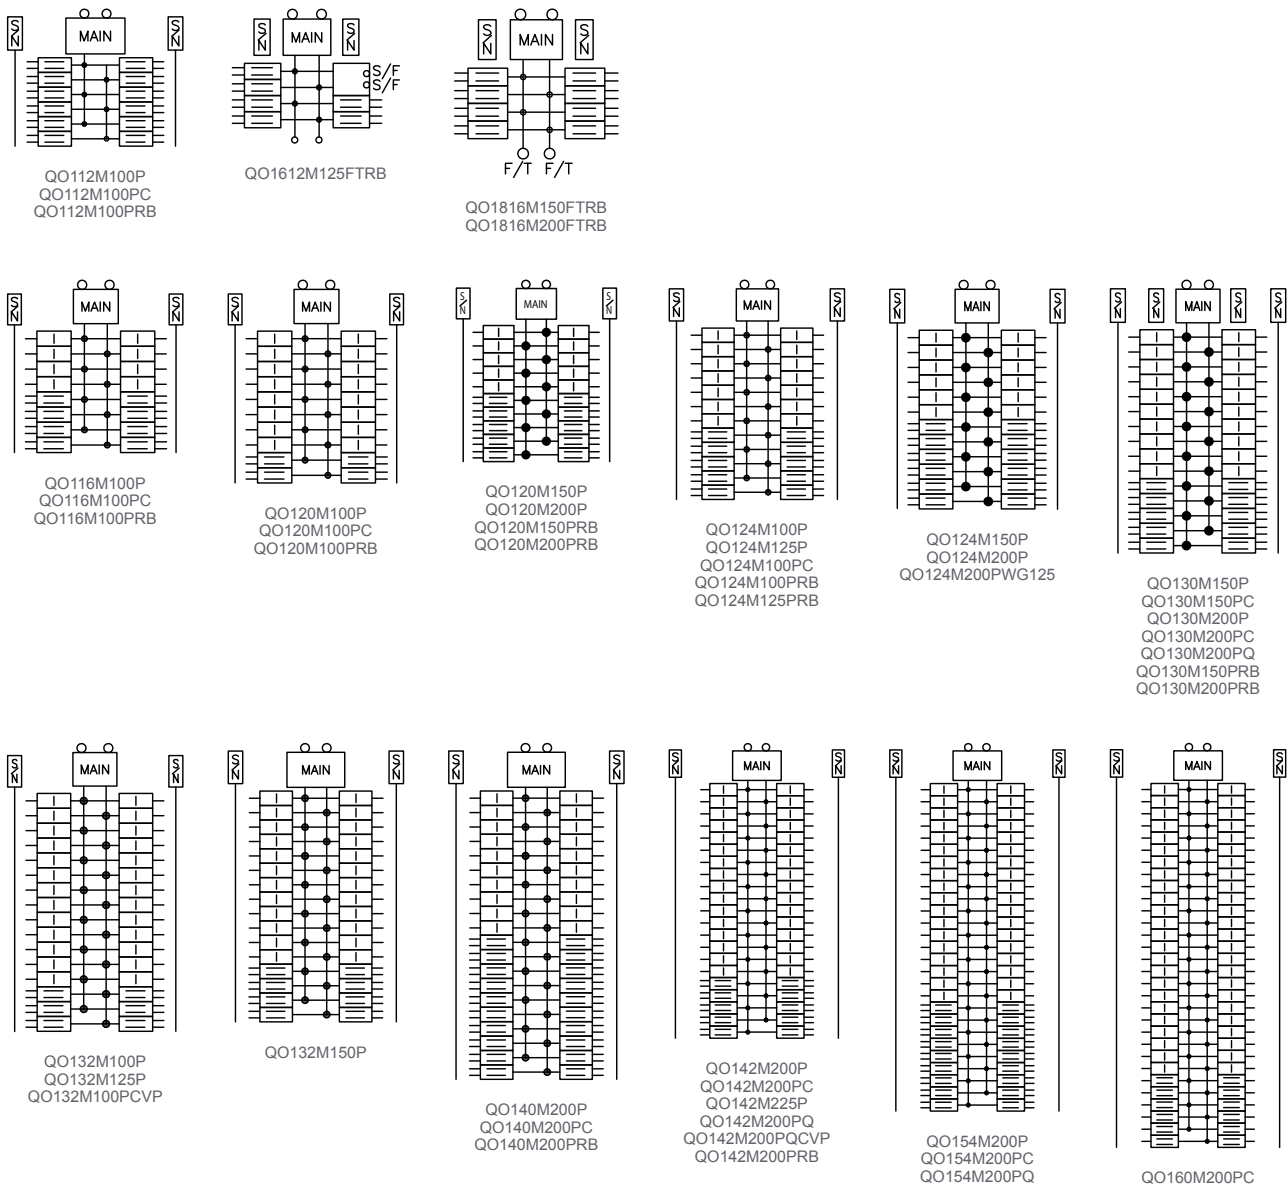 S/N
MAIN
S/N
QO112M100P
QO112M100PC
QO112M100PRB
S/N
MAIN
S/N
S/F
S/F
QO1612M125FTRB
S/N
MAIN
S/N
F/T F/T
QO1816M150FTRB
QO1816M200FTRB
S/N
MAIN
S/N
QO116M100P
QO116M100PC
QO116M100PRB
S/N
MAIN
S/N
QO120M100P
QO120M100PC
QO120M100PRB
S/N
MAIN
S/N
QO120M150P
QO120M200P
QO120M150PRB
QO120M200PRB
S/N
MAIN
S/N
QO124M100P
QO124M125P
QO124M100PC
QO124M100PRB
QO124M125PRB
S/N
MAIN
S/N
QO124M150P
QO124M200P
QO124M200PWG125
S/N
S/N
MAIN
S/N
S/N
QO130M150P
QO130M150PC
QO130M200P
QO130M200PC
QO130M200PQ
QO130M150PRB
QO130M200PRB
S/N
MAIN
S/N
QO132M100P
QO132M125P
QO132M100PCVP
S/N
MAIN
S/N
QO132M150P
S/N
MAIN
S/N
QO140M200P
QO140M200PC
QO140M200PRB
S/N
MAIN
S/N
QO142M200P
QO142M200PC
QO142M225P
QO142M200PQ
QO142M200PQCVP
QO142M200PRB
S/N
MAIN
S/N
QO154M200P
QO154M200PC
QO154M200PQ
S/N
MAIN
S/N
QO160M200PC